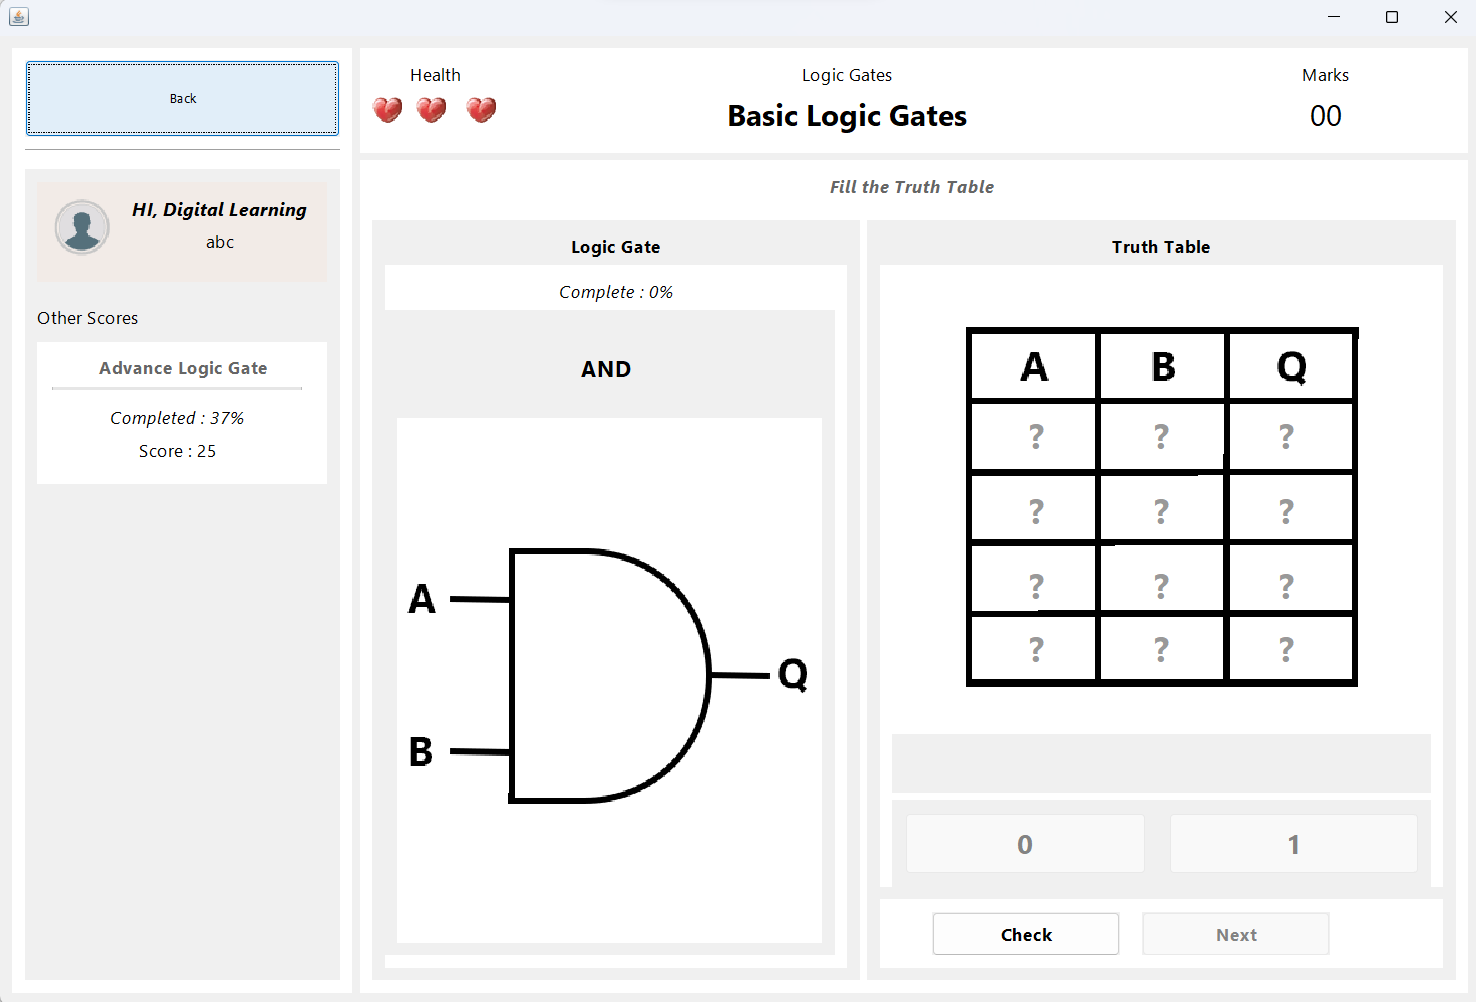 Back
HI, Digital Learning
abc
Other Scores
Advance Logic Gate
Completed : 37%
Score : 25
Health
Logic Gates
Basic Logic Gates
Marks
00
Fill the Truth Table
Logic Gate
Complete : 0%
AND
A
B
Q
Truth Table
A B Q
? ? ?
? ? ?
? ? ?
? ? ?
0 1
Check Next